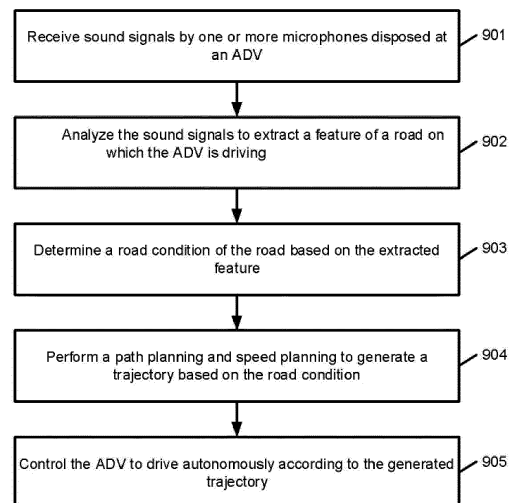 Receive sound signals by one or more microphones disposed at
an ADV
901
Analyze the sound signals to extract a feature of a road on
which the ADV is driving
902
Determine a road condition of the road based on the extracted
feature
903
Perform a path planning and speed planning to generate a
trajectory based on the road condition
904
Control the ADV to drive autonomously according to the generated
trajectory
905